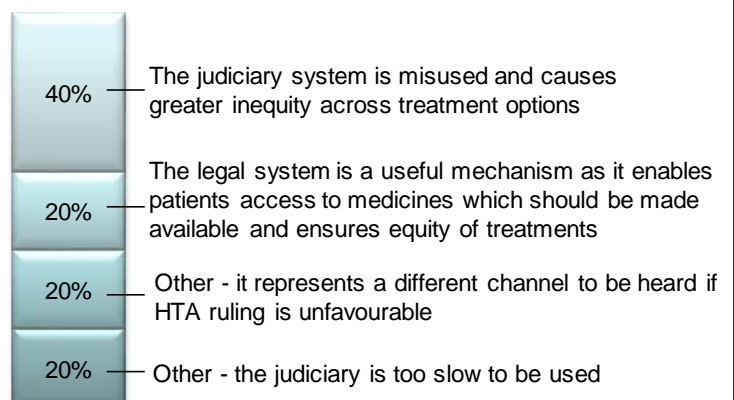 40%
The judiciary system is misused and causes
greater inequity across treatment options
20%
The legal system is a useful mechanism as it enables
patients access to medicines which should be made
available and ensures equity of treatments
20%
Other - it represents a different channel to be heard if
HTA ruling is unfavourable
20%
Other - the judiciary is too slow to be used